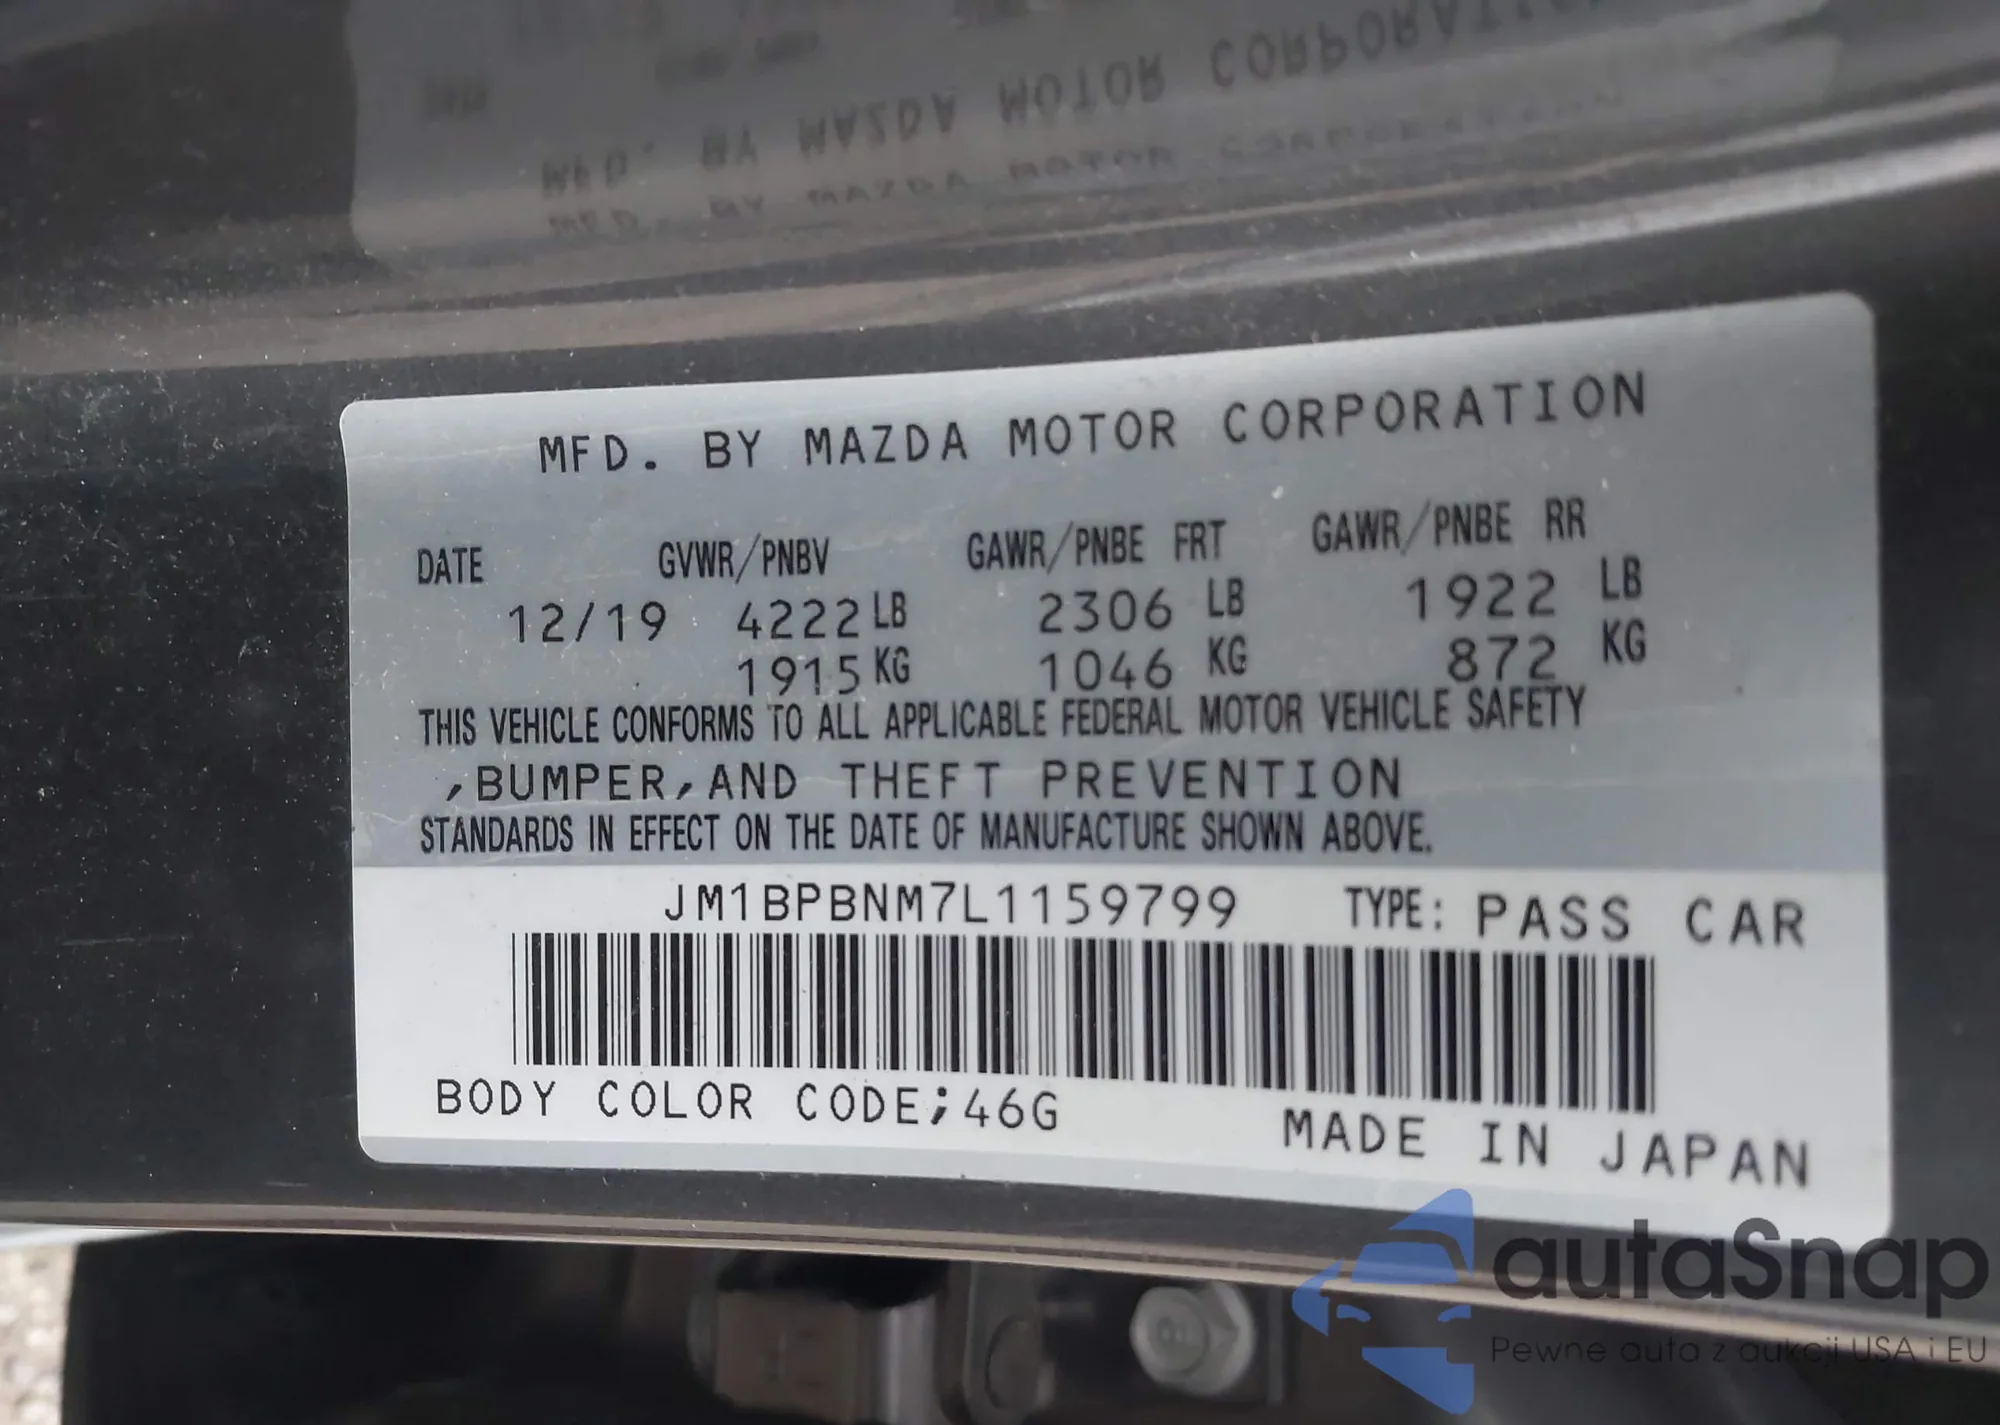 MFD. BY MAZDA MOTOR CORPORATION
DATE GVWR/PNBV GAWR/PNBE FRT GAWR/PNBE RR
12/19 4222 LB 2306 LB 1922 LB
1915 KG 1046 KG 872 KG
THIS VEHICLE CONFORMS TO ALL APPLICABLE FEDERAL MOTOR VEHICLE SAFETY
,BUMPER,AND THEFT PREVENTION
STANDARDS IN EFFECT ON THE DATE OF MANUFACTURE SHOWN ABOVE.
JM1BPBNM7L1159799 TYPE: PASS CAR
BODY COLOR CODE;46G
MADE IN JAPAN
autaSnap
Pewne auta z aukcji USA i EU